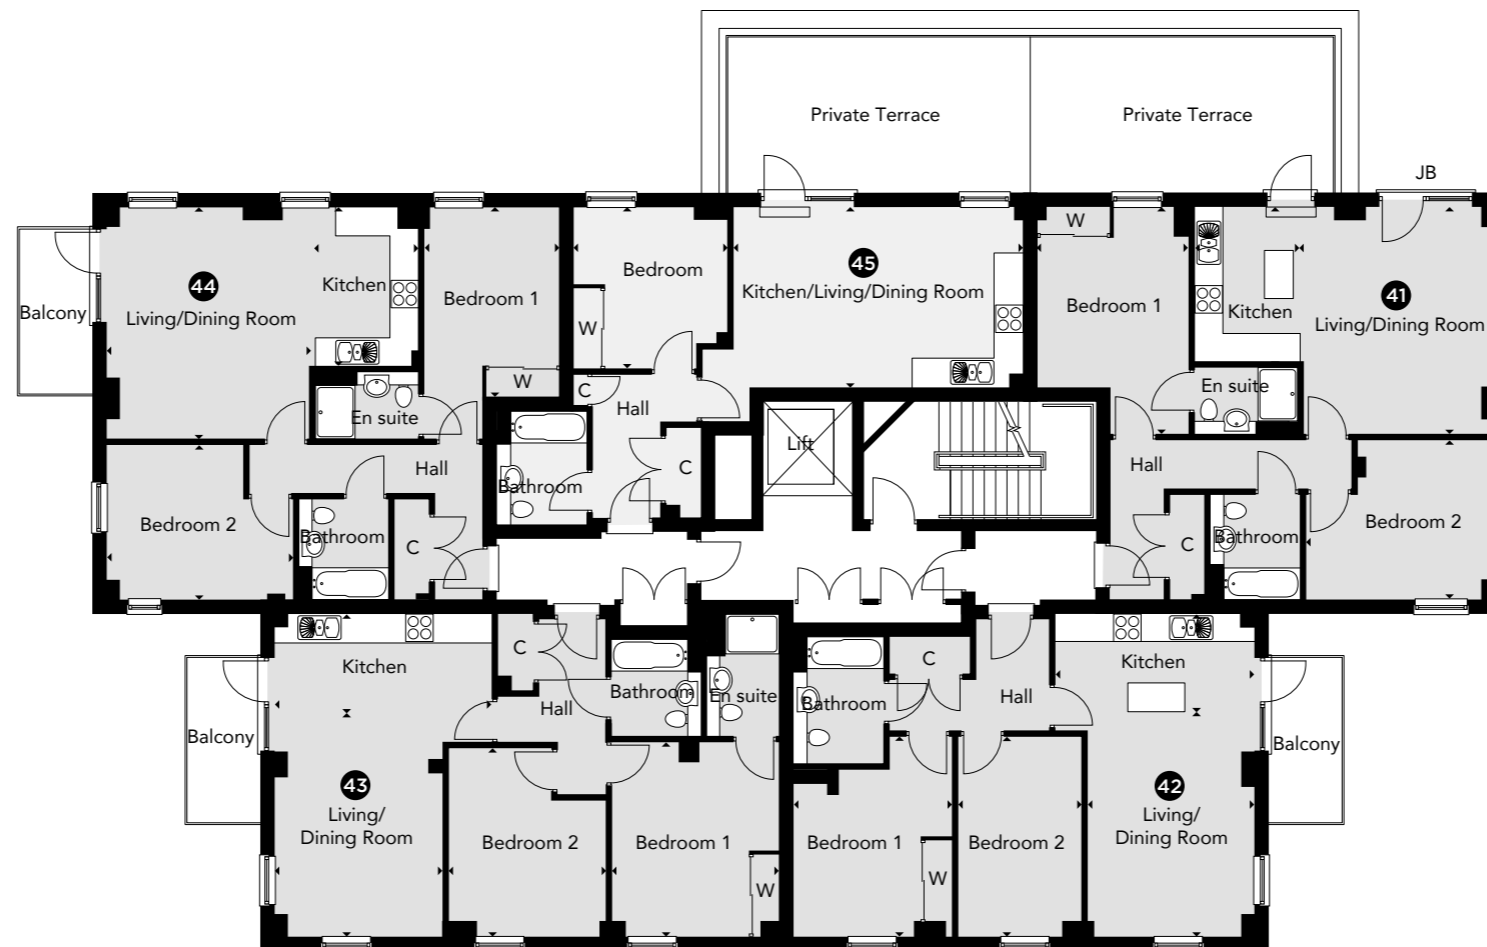 Private Terrace
Private Terrace
JB
W
44
Living/Dining Room
Kitchen
Balcony
Bedroom 1
W
En suite
Hall
Bedroom 2
Bathroom
C
Bedroom
W
C
Hall
Bathroom
C
45
Kitchen/Living/Dining Room
Lift
Bedroom 1
41
Living/Dining Room
Kitchen
En suite
Hall
C
Bathroom
Bedroom 2
Kitchen
C
Hall
Bathroom
En suite
Balcony
43
Living/
Dining Room
Bedroom 2
Bedroom 1
W
Bathroom
C
Hall
Kitchen
Balcony
42
Living/
Dining Room
Bedroom 1
W
Bedroom 2